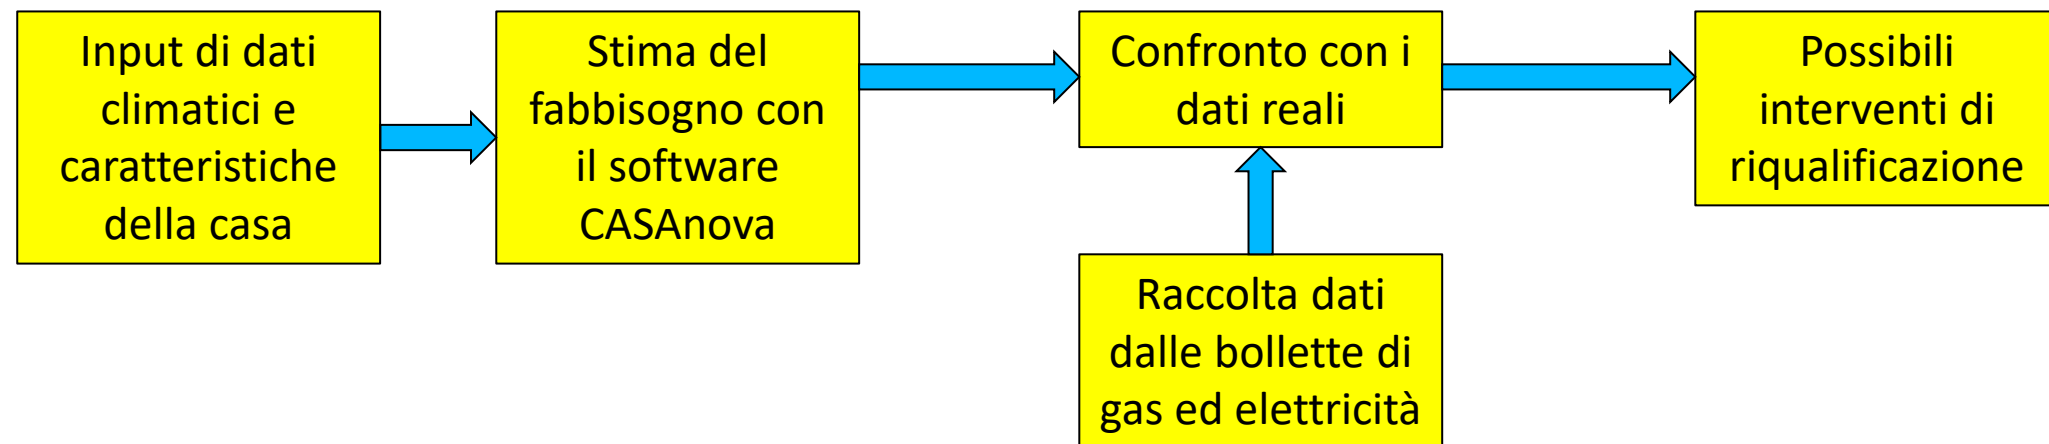 Input di dati
climatici e
caratteristiche
della casa
Stima del
fabbisogno con
il software
CASAnova
Confronto con i
dati reali
Possibili
interventi di
riqualificazione
Raccolta dati
dalle bollette di
gas ed elettricità